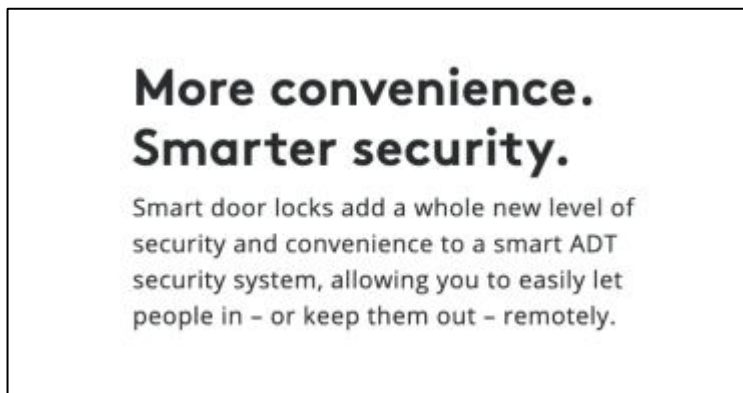 More convenience.
Smarter security.
Smart door locks add a whole new level of
security and convenience to a smart ADT
security system, allowing you to easily let
people in – or keep them out – remotely.